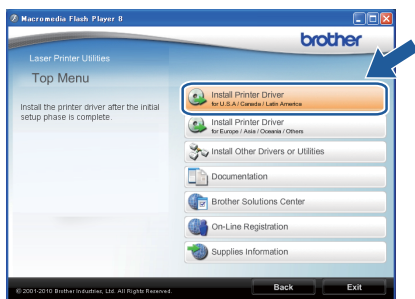 Macromedia Flash Player 8
brother
Laser Printer Utilities
Top Menu
Install the printer driver after the initial
setup phase is complete.
Install Printer Driver
for U.S.A / Canada / Latin America
Install Printer Driver
for Europe / Asia / Oceania / Others
Install Other Drivers or Utilities
Documentation
Brother Solutions Center
On-Line Registration
Supplies Information
© 2001-2010 Brother Industries, Ltd. All Rights Reserved.
Back
Exit